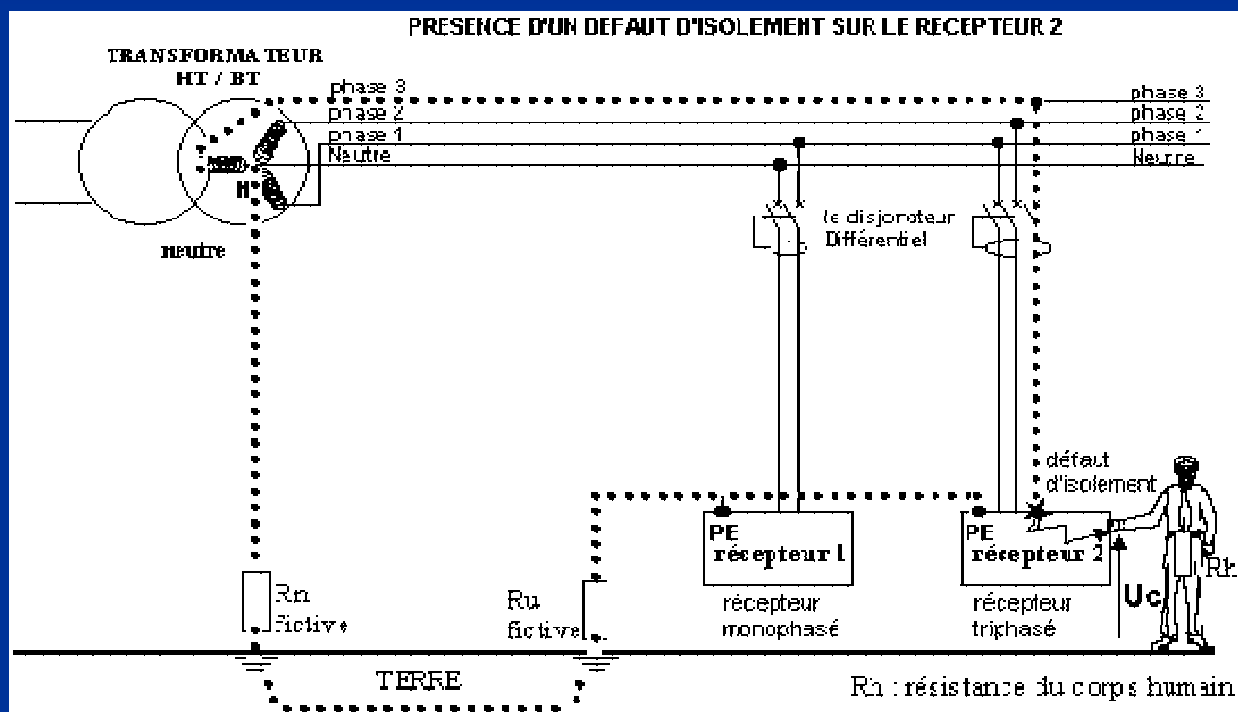 PRESENCE D'UN DEFAUT D'ISOLEMENT SUR LE RECEPTEUR 2
TRANSFORMATEUR
HT / BT
phase 3
phase 2
phase 1
Neutre
phase 3
phase 2
phase 1
Neutre
N
neutre
le disjoncteur
Différentiel
défaut
d'isolement
PE
récepteur 1
PE
récepteur 2
Rh
Uc
Rn
Fictive
Ru
fictive
récepteur
monophasé
récepteur
triphasé
TERRE
Rh : résistance du corps humain